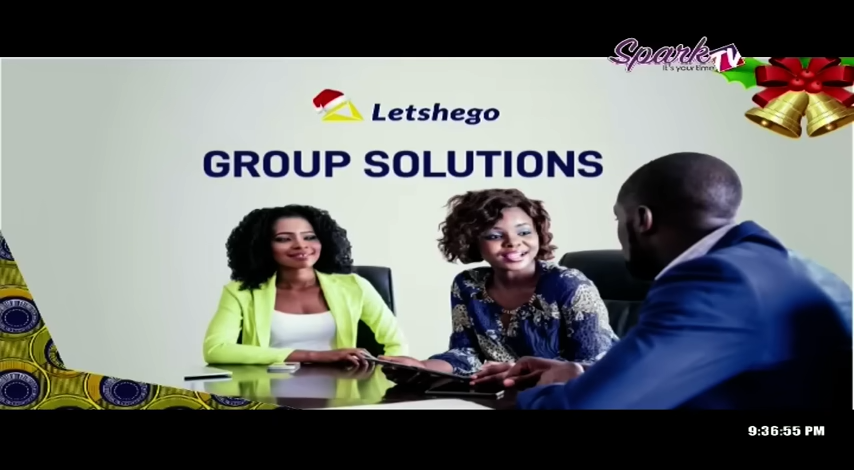 Spark TV
It's your time
Letshego
GROUP SOLUTIONS
9:36:55 PM